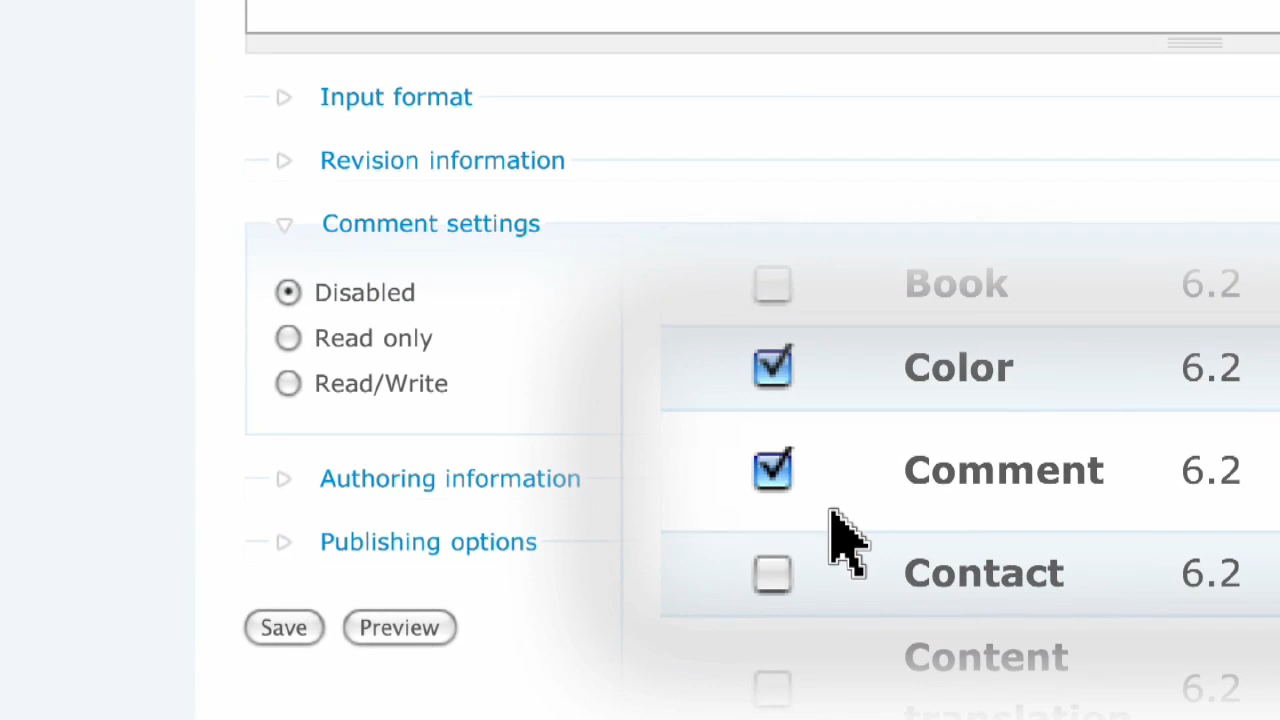 Input format
Revision information
Comment settings
Disabled
Read only
Read/Write
Authoring information
Publishing options
Save Preview
Book 6.2
Color 6.2
Comment 6.2
Contact 6.2
Content 6.2
translation